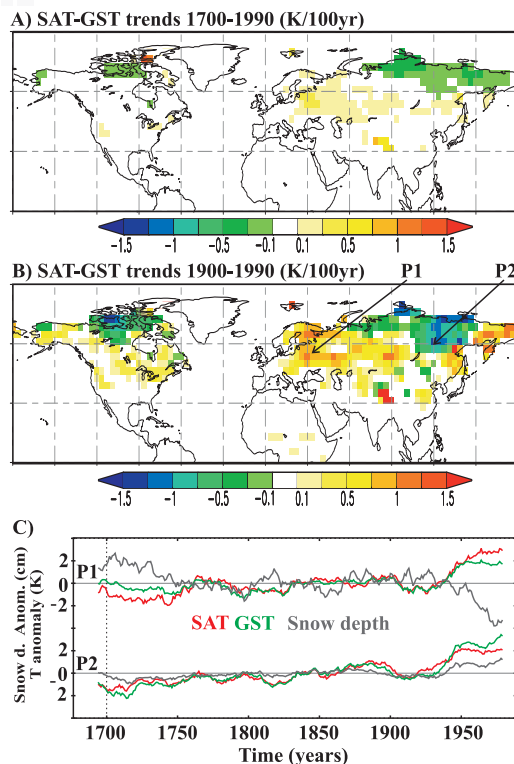 A) SAT-GST trends 1700-1990 (K/100yr)
-1.5 -1 -0.5 -0.1 0.1 0.5 1 1.5
B) SAT-GST trends 1900-1990 (K/100yr) P1 P2
-1.5 -1 -0.5 -0.1 0.1 0.5 1 1.5
C)
Snow d. Anom. (cm)
T anomaly (K)
2
P1
0
-2
SAT GST Snow depth
2
P2
0
2
1700 1750 1800 1850 1900 1950
Time (years)